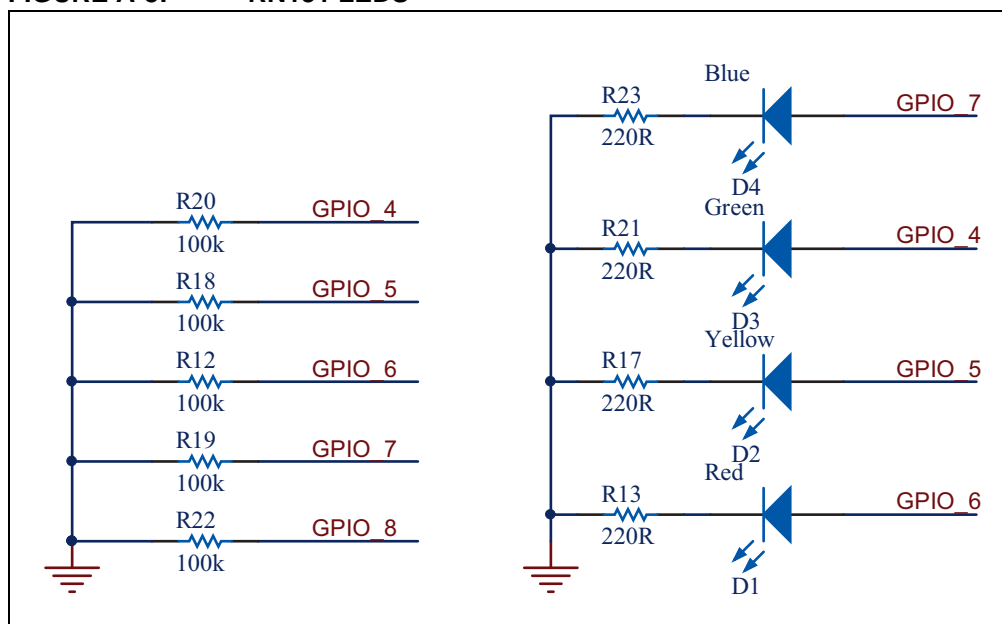 Blue
R23
GPIO_7
220R
D4
R20
GPIO_4
100k
Green
R21
GPIO_4
220R
D3
R18
GPIO_5
100k
Yellow
R17
GPIO_5
220R
D2
R12
GPIO_6
100k
R19
GPIO_7
100k
Red
R13
GPIO_6
220R
D1
R22
GPIO_8
100k